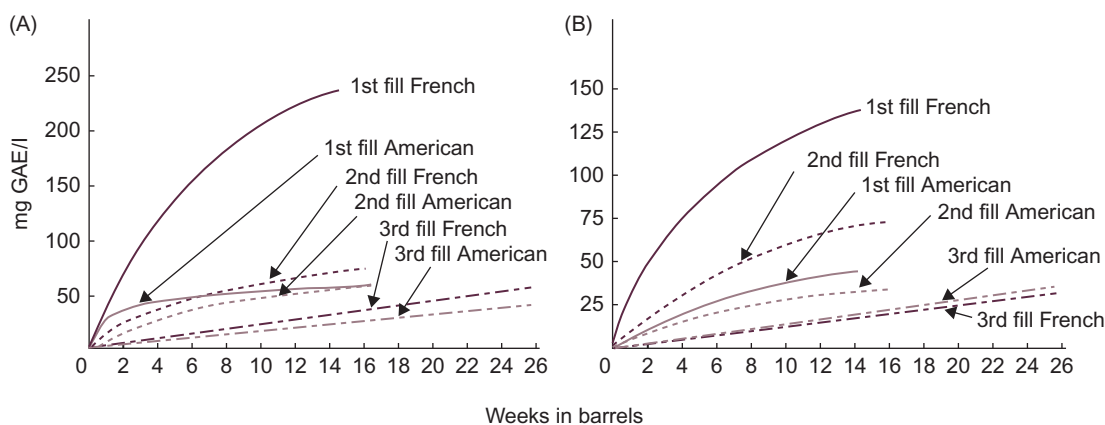 (A)
mg GAE/l
250
200
150
100
50
1st fill French
1st fill American
2nd fill French
2nd fill American
3rd fill French
3rd fill American
0 2 4 6 8 10 12 14 16 18 20 22 24 26
(B)
150
125
100
75
50
25
1st fill French
2nd fill French
1st fill American
2nd fill American
3rd fill American
3rd fill French
0 2 4 6 8 10 12 14 16 18 20 22 24 26
Weeks in barrels